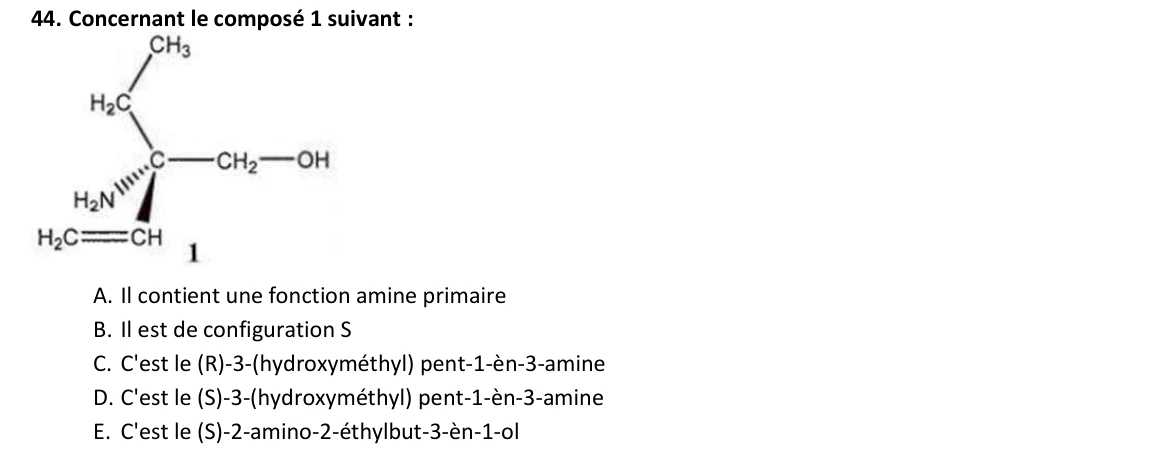 44. Concernant le composé 1 suivant :
CH3
H2C
C
CH2
OH
H2N
H2C
CH
1
A. Il contient une fonction amine primaire
B. Il est de configuration S
C. C'est le (R)-3-(hydroxyméthyl) pent-1-èn-3-amine
D. C'est le (S)-3-(hydroxyméthyl) pent-1-èn-3-amine
E. C'est le (S)-2-amino-2-éthylbut-3-èn-1-ol